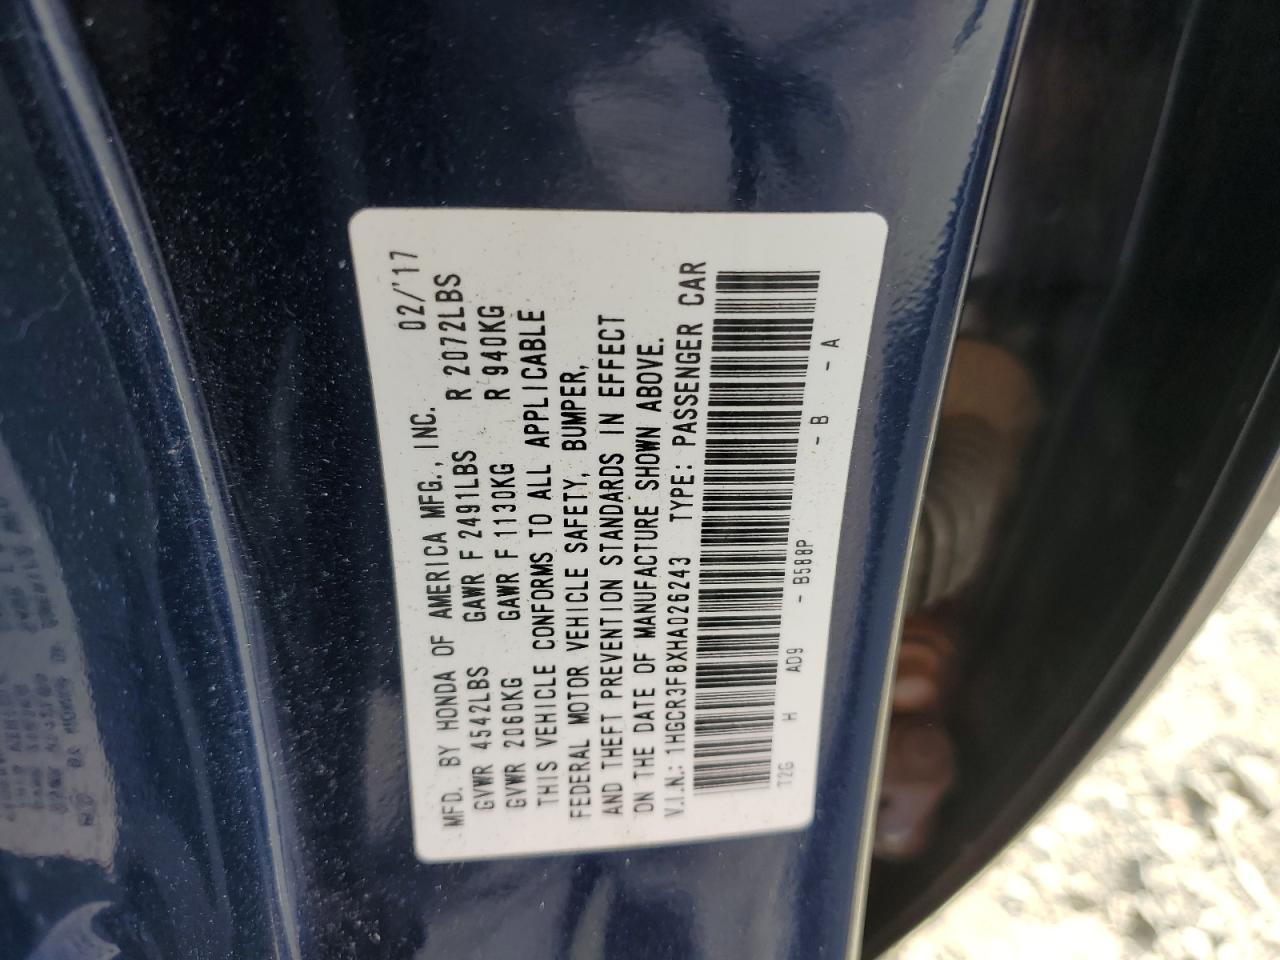 MFD. BY HONDA OF AMERICA MFG., INC. 02/'17
GVWR 4542LBS GAWR F 2491LBS R 2072LBS
GVWR 2060KG GAWR F 1130KG R 940KG
THIS VEHICLE CONFORMS TO ALL APPLICABLE
FEDERAL MOTOR VEHICLE SAFETY, BUMPER,
AND THEFT PREVENTION STANDARDS IN EFFECT
ON THE DATE OF MANUFACTURE SHOWN ABOVE.
V.I.N.: 1HGCR3F8XHA026243 TYPE: PASSENGER CAR
T2G H AD9 - B588P - B - A